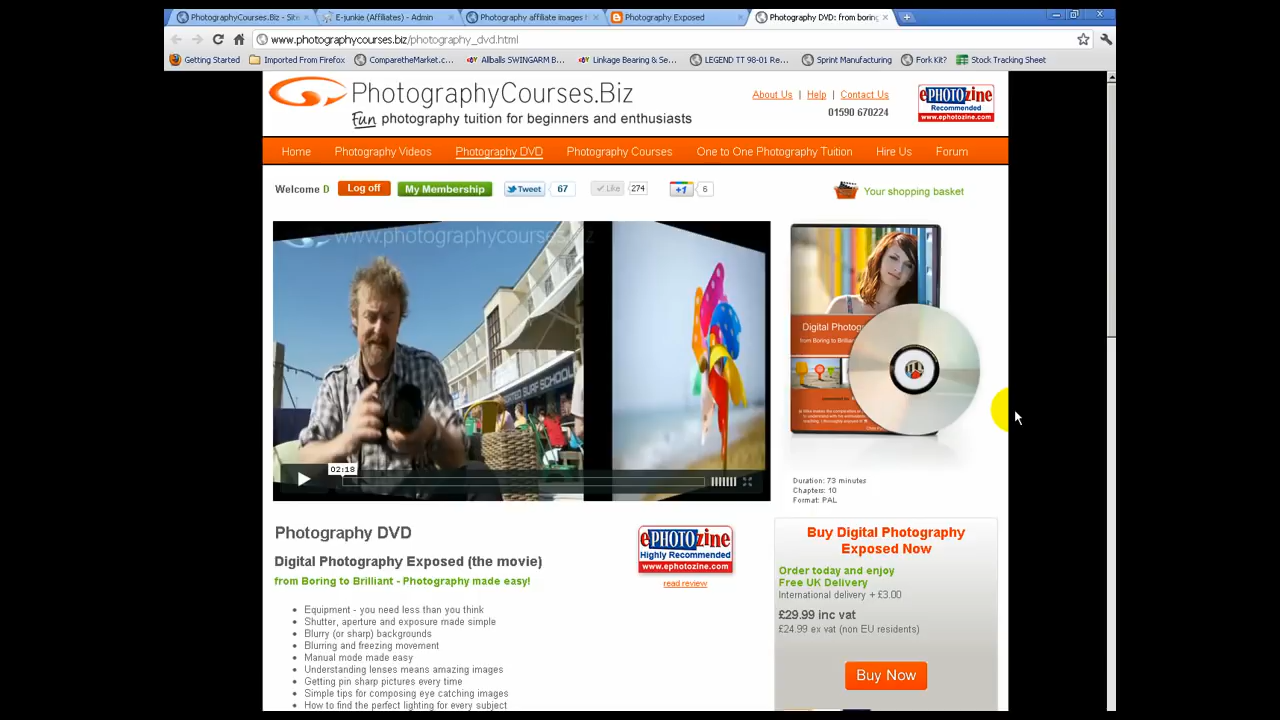 PhotographyCourses.Biz - Site
E-junkie (Affiliates) - Admin
Photography affiliate images
Photography Exposed
Photography DVD: from boring
www.photographycourses.biz/photography_dvd.html
Getting Started
Imported From Firefox
ComparetheMarket.c...
Allballs SWINGARM B...
Linkage Bearing & Se...
LEGEND TT 98-01 Re...
Sprint Manufacturing
Fork Kit?
Stock Tracking Sheet
PhotographyCourses.Biz
Fun photography tuition for beginners and enthusiasts
About Us | Help | Contact Us
01590 670224
ePHOTOzine
Recommended
www.ephotozine.com
Home
Photography Videos
Photography DVD
Photography Courses
One to One Photography Tuition
Hire Us
Forum
Welcome D
Log off
My Membership
Tweet
67
Like
274
+1
6
Your shopping basket
www.photographycourses.biz
UNITED SURF SCHOOL
02:18
Digital Photog
from Boring to Brillian
Duration: 73 minutes
Chapters: 10
Format: PAL
Photography DVD
Digital Photography Exposed (the movie)
from Boring to Brilliant - Photography made easy!
ePHOTOzine
Highly Recommended
www.ephotozine.com
read review
Equipment - you need less than you think
Shutter, aperture and exposure made simple
Blurry (or sharp) backgrounds
Blurring and freezing movement
Manual mode made easy
Understanding lenses means amazing images
Getting pin sharp pictures every time
Simple tips for composing eye catching images
How to find the perfect lighting for every subject
Buy Digital Photography
Exposed Now
Order today and enjoy
Free UK Delivery
International delivery + £3.00
£29.99 inc vat
£24.99 ex vat (non EU residents)
Buy Now